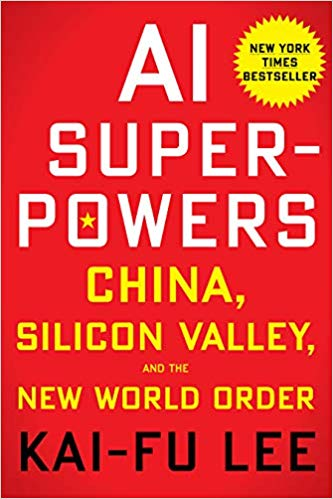 AI
NEW YORK
TIMES
BESTSELLER
SUPER-
POWERS
CHINA,
SILICON VALLEY,
AND THE
NEW WORLD ORDER
KAI-FU LEE